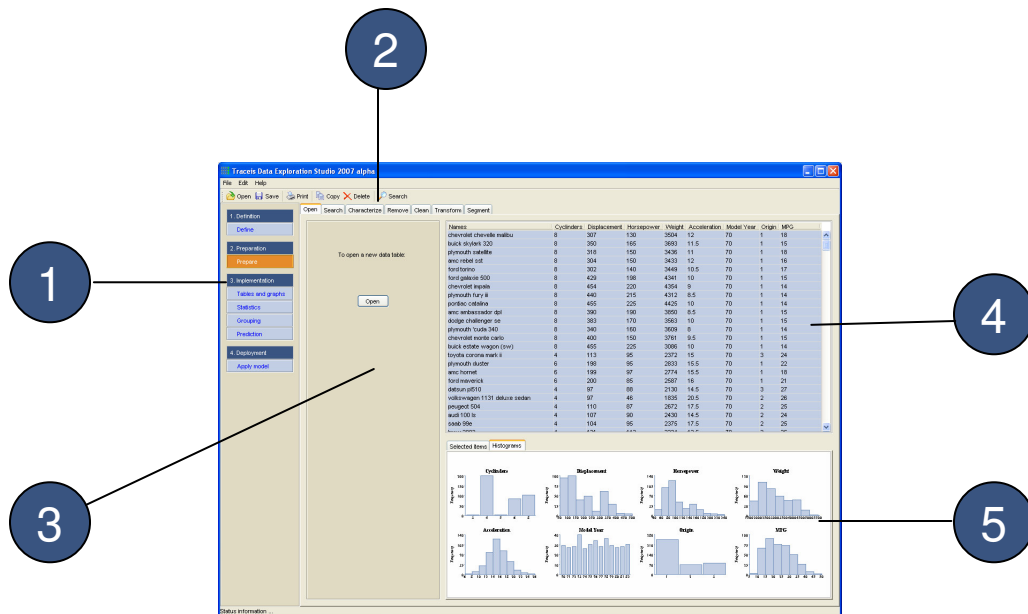 2
Traceis Data Exploration Studio 2007 alpha
File Edit Help
Open Save Print Copy Delete Search
Open Search Characterize Remove Clean Transform Segment
1. Definition
Define
2. Preparation
Prepare
3. Implementation
Tables and graphs
Statistics
Grouping
Prediction
4. Deployment
Apply model
1
3
To open a new data table:
Open
Names Cyclinders Displacement Horsepower Weight Acceleration Model Year Origin MPG
chevrolet chevelle malibu 8 307 130 3504 12 70 1 18
buick skylark 320 8 350 165 3693 11.5 70 1 15
plymouth satellite 8 318 150 3436 11 70 1 18
amc rebel sst 8 304 150 3433 12 70 1 16
ford torino 8 302 140 3449 10.5 70 1 17
ford galaxie 500 8 429 198 4341 10 70 1 15
chevrolet impala 8 454 220 4354 9 70 1 14
plymouth fury iii 8 440 215 4312 8.5 70 1 14
pontiac catalina 8 455 225 4425 10 70 1 14
amc ambassador dpl 8 390 190 3850 8.5 70 1 15
dodge challenger se 8 383 170 3563 10 70 1 15
plymouth 'cuda 340 8 340 160 3609 8 70 1 14
chevrolet monte carlo 8 400 150 3761 9.5 70 1 15
buick estate wagon (sw) 8 455 225 3086 10 70 1 14
toyota corona mark ii 4 113 95 2372 15 70 3 24
plymouth duster 6 198 95 2833 15.5 70 1 22
amc hornet 6 199 97 2774 15.5 70 1 18
ford maverick 6 200 85 2587 16 70 1 21
datsun pl510 4 97 88 2130 14.5 70 3 27
volkswagen 1131 deluxe sedan 4 97 46 1835 20.5 70 2 26
peugeot 504 4 110 87 2672 17.5 70 2 25
audi 100 ls 4 107 90 2430 14.5 70 2 24
saab 99e 4 104 95 2375 17.5 70 2 25
4
Selected Items Histograms
Cyclinders Displacement Horsepower Weight
Frequency Frequency Frequency Frequency
Acceleration Model Year Origin MPG
Frequency Frequency Frequency Frequency
5
Status information ...